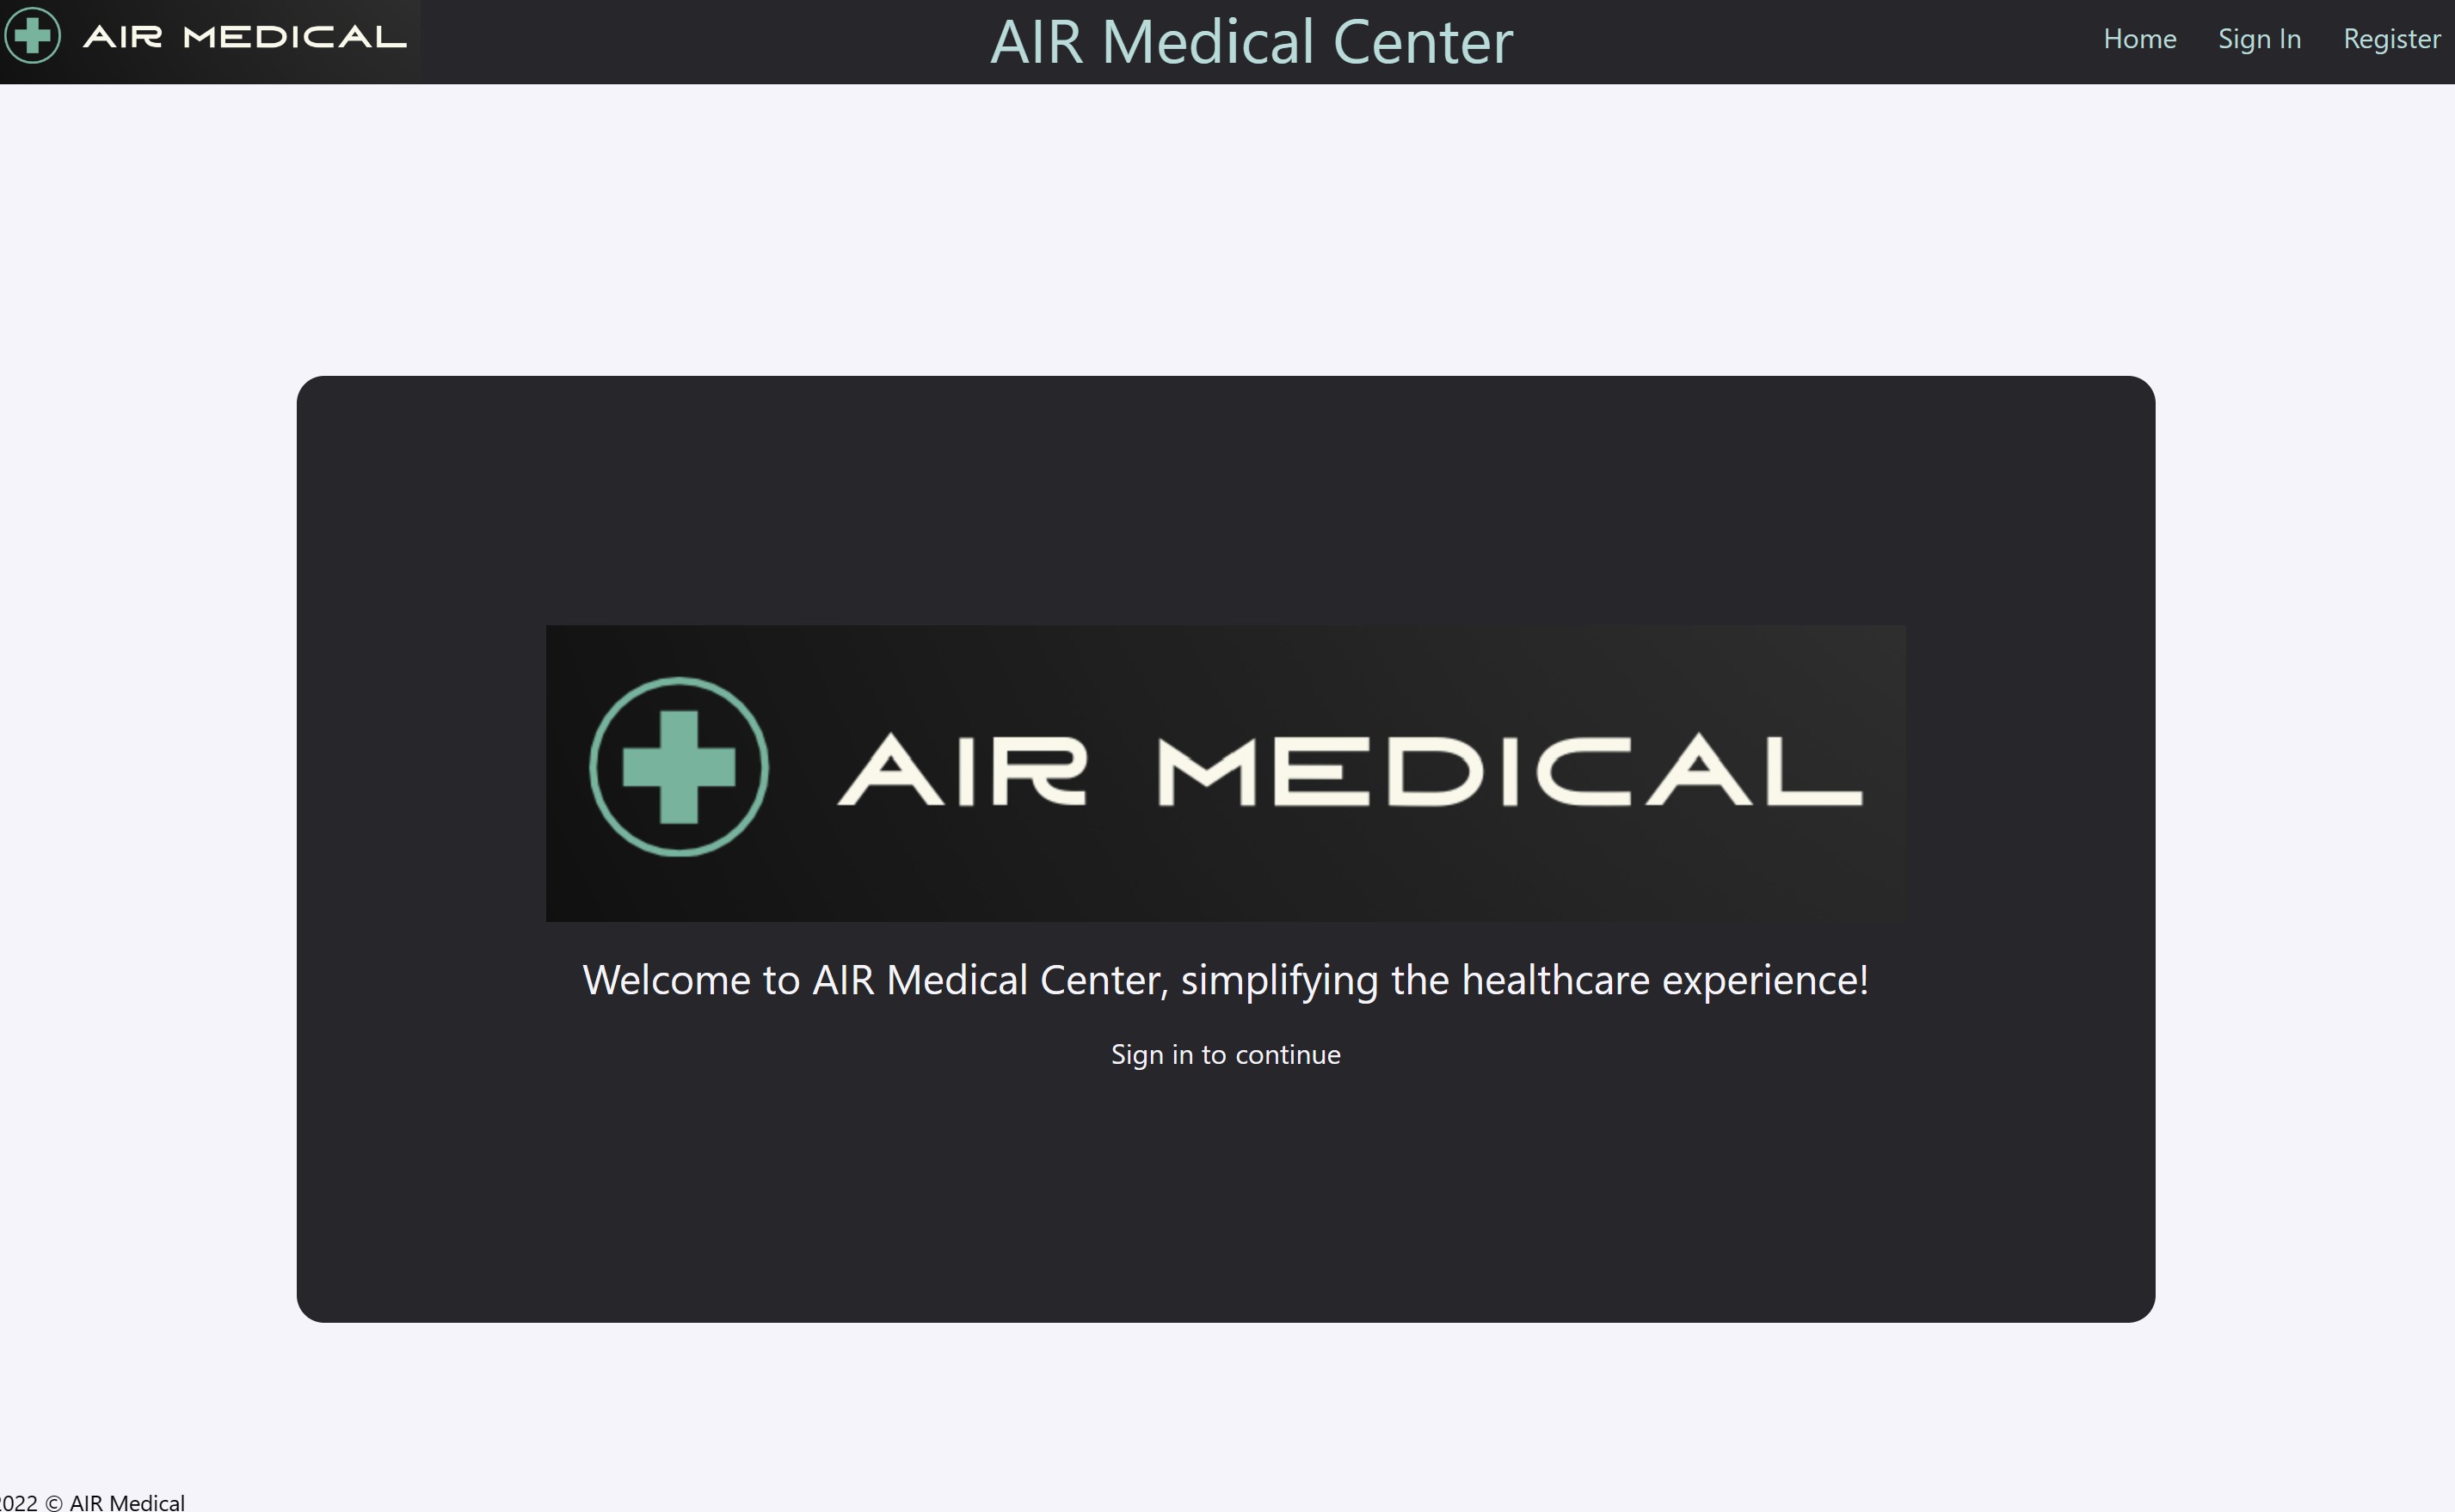 AIR MEDICAL
AIR Medical Center
Home Sign In Register
AIR MEDICAL
Welcome to AIR Medical Center, simplifying the healthcare experience!
Sign in to continue
2022 © AIR Medical